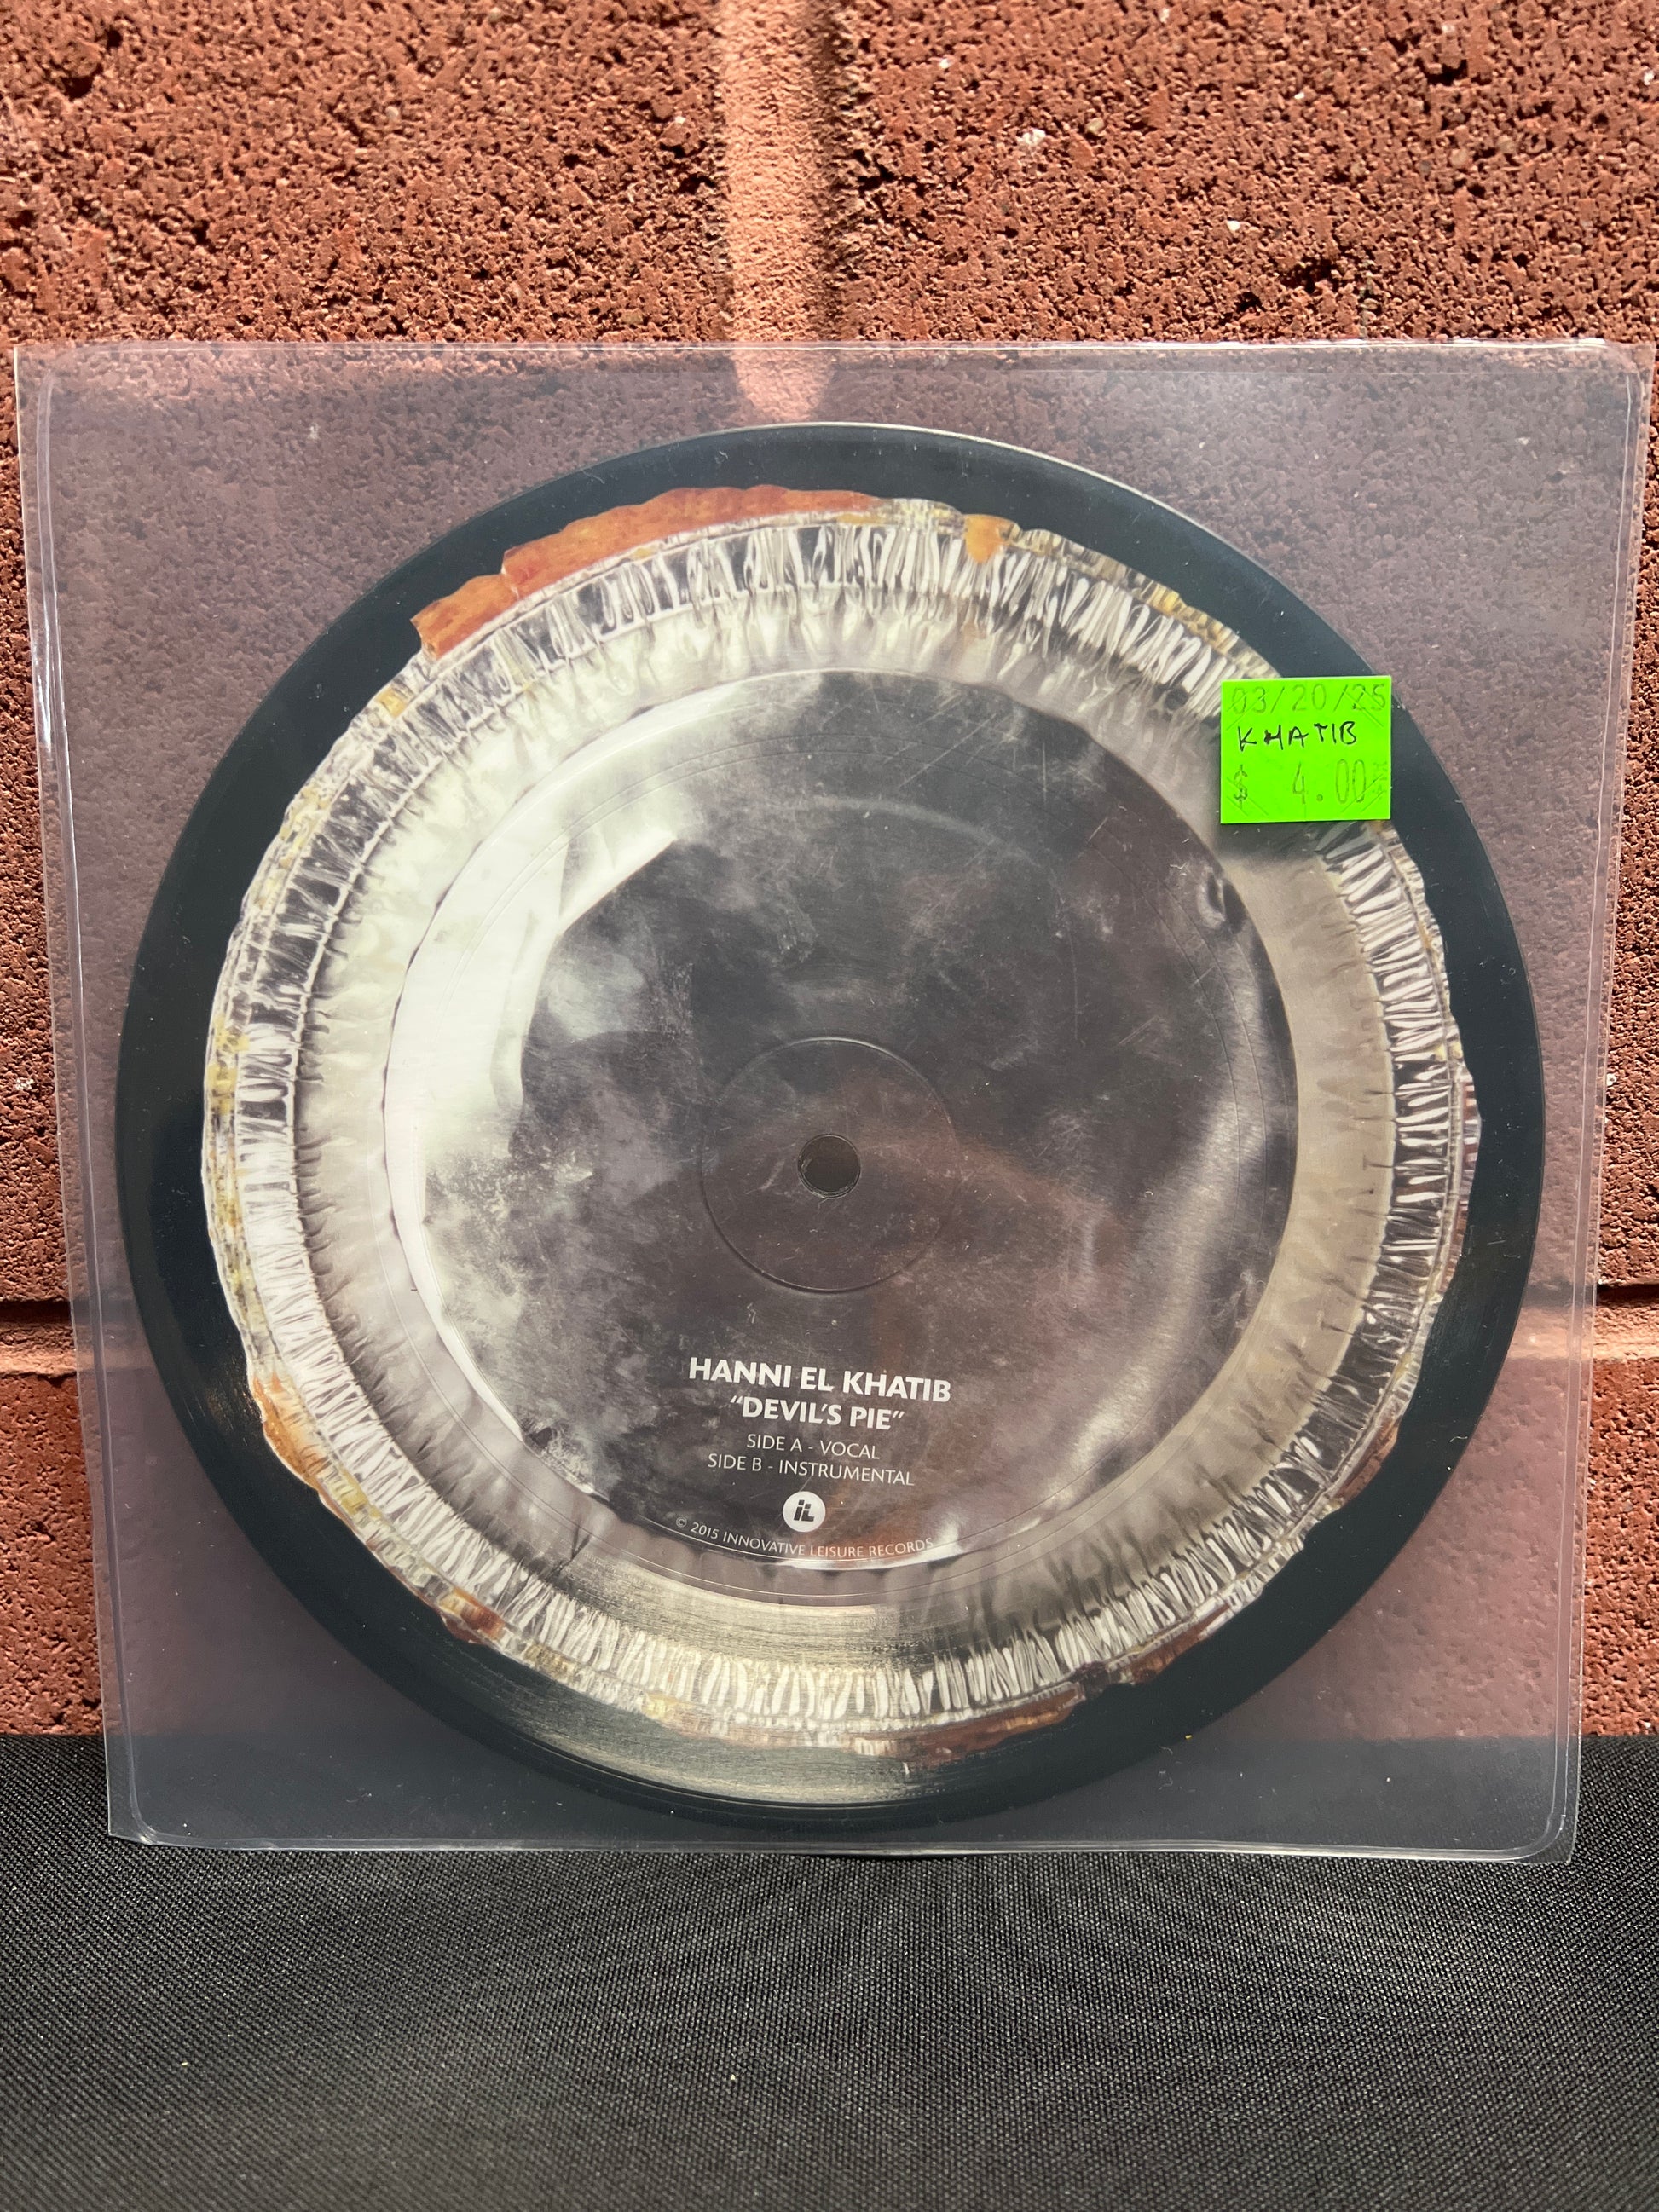 03/20/25
KHATIB
$ 4.00
HANNI EL KHATIB
“DEVIL’S PIE”
SIDE A - VOCAL
SIDE B - INSTRUMENTAL
iL
© 2015 INNOVATIVE LEISURE RECORDS